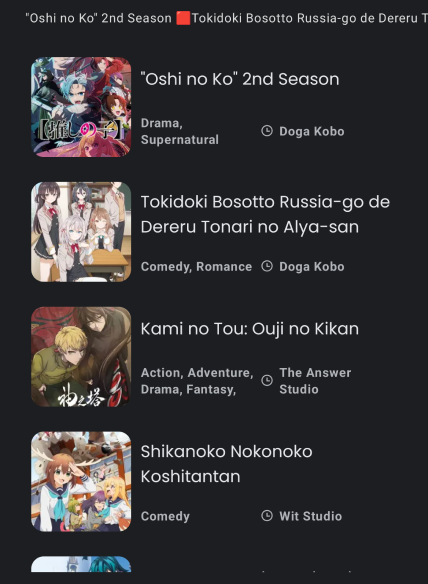 "Oshi no Ko" 2nd Season 🟥Tokidoki Bosotto Russia-go de Dereru T
"Oshi no Ko" 2nd Season
【推しの子】
Drama,
Supernatural
Doga Kobo
Tokidoki Bosotto Russia-go de
Dereru Tonari no Alya-san
Comedy, Romance
Doga Kobo
Kami no Tou: Ouji no Kikan
神之塔
Action, Adventure,
Drama, Fantasy,
The Answer
Studio
Shikanoko Nokonoko
Koshitantan
Comedy
Wit Studio